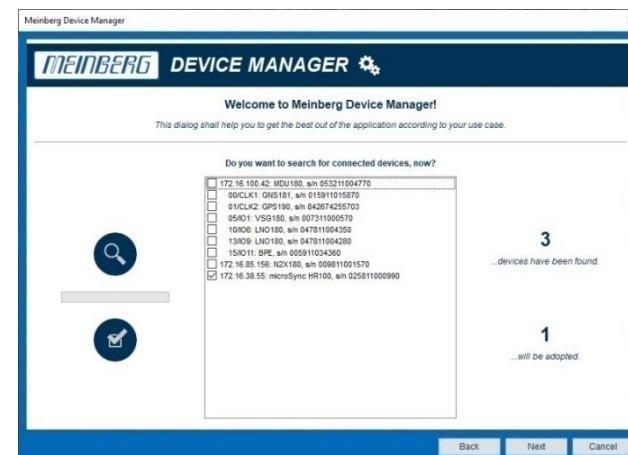 Meinberg Device Manager
MEINBERG DEVICE MANAGER
Welcome to Meinberg Device Manager!
This dialog shall help you to get the best out of the application according to your use case.
Do you want to search for connected devices, now?
172.16.100.42: MDU180, s/n 053211004770
00/CLK1: GNS181, s/n 015911015870
01/CLK2: GPS190, s/n 842674255703
05/IO1: VSG180, s/n 007311000570
10/IO6: LNO180, s/n 047811004350
13/IO9: LNO180, s/n 047811004280
15/IO11: BPE, s/n 005911034360
172.16.85.156: N2X180, s/n 009811001570
172.16.38.55: microSync HR100, s/n 025811000990
3
...devices have been found.
1
...will be adopted.
Back Next Cancel